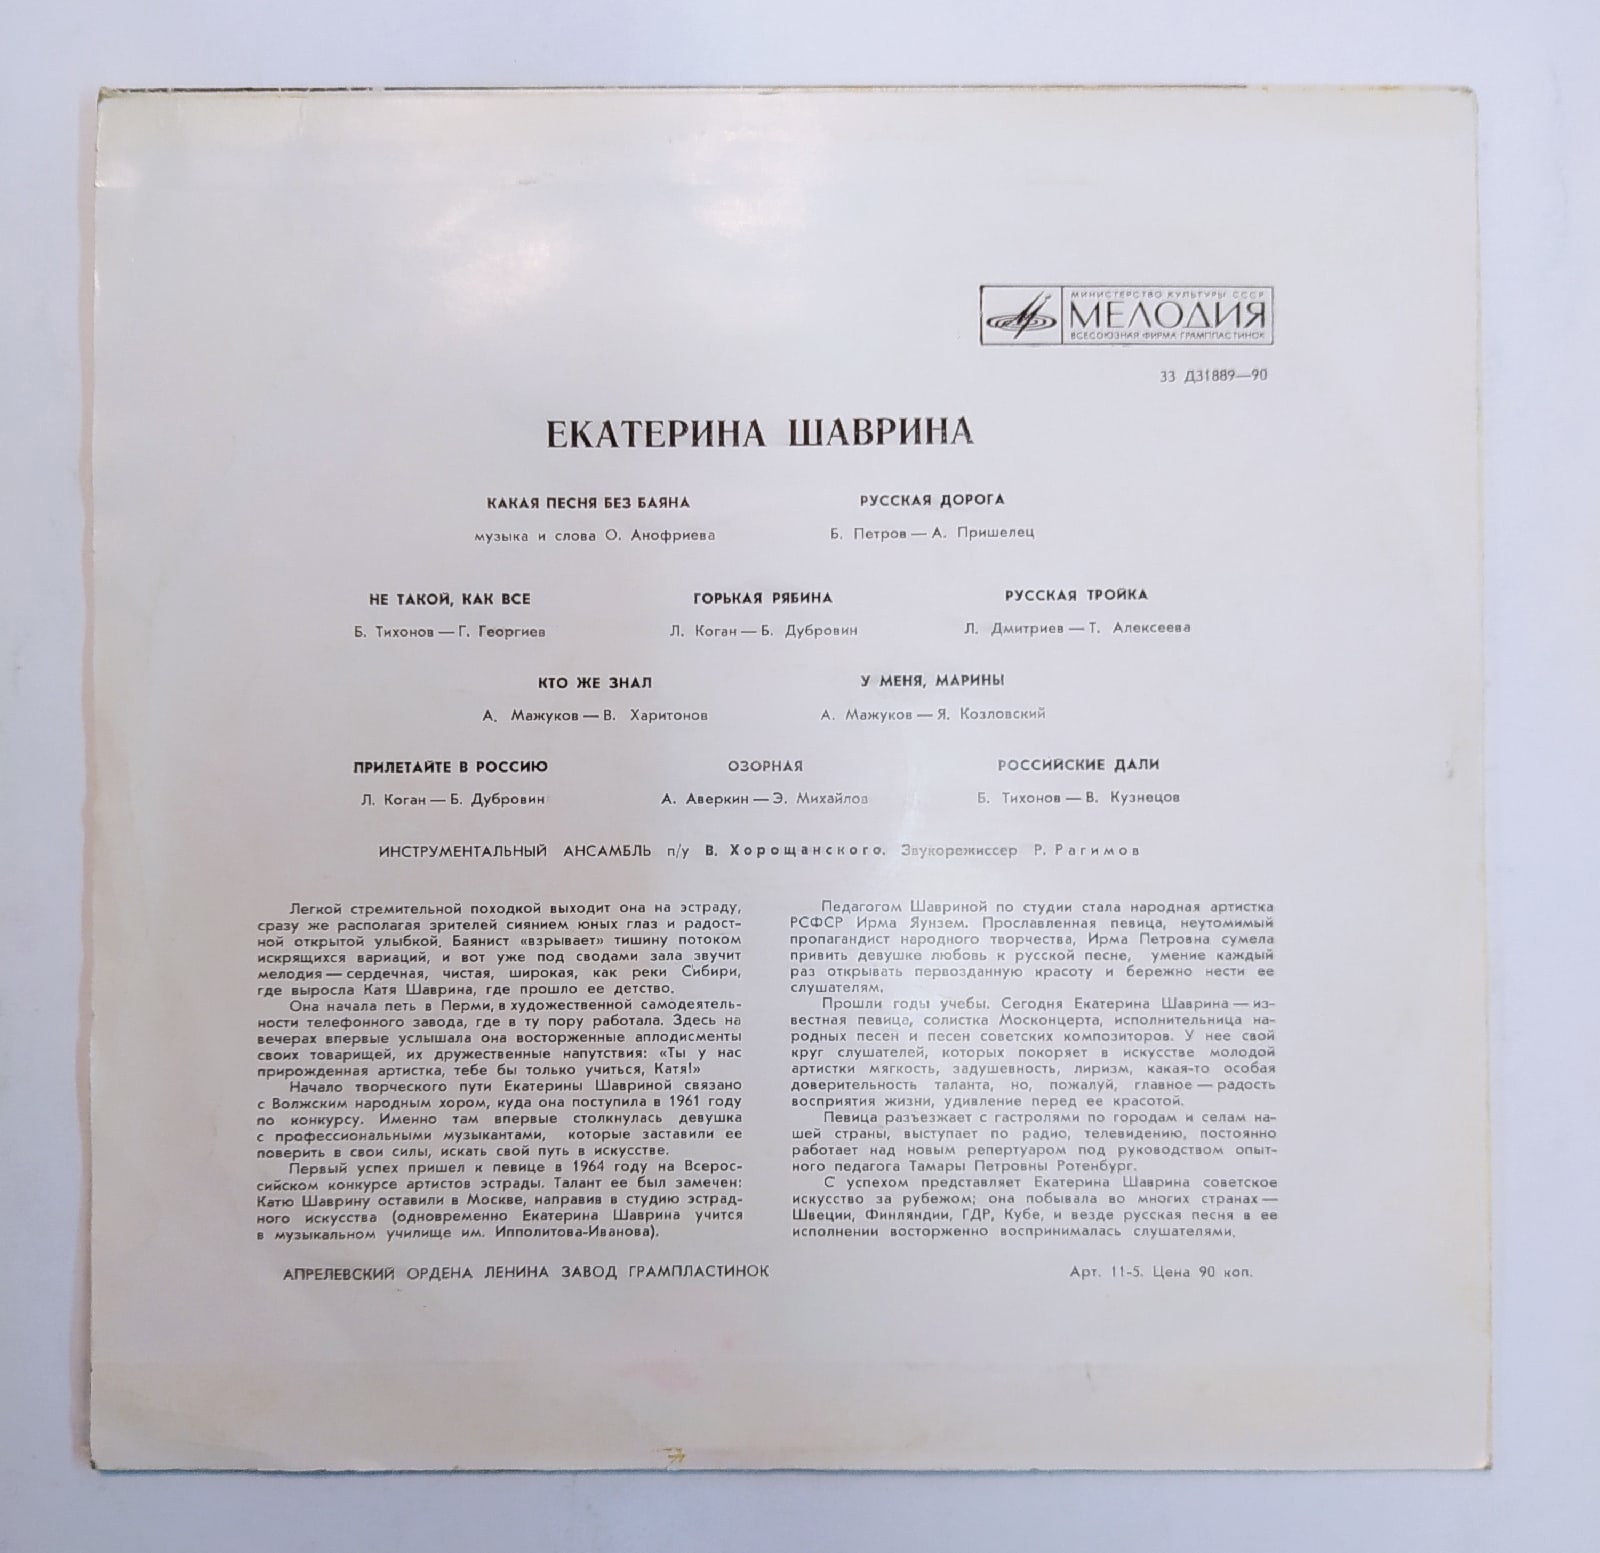 МИНИСТЕРСТВО КУЛЬТУРЫ СССР
МЕЛОДИЯ
ВСЕСОЮЗНАЯ ФИРМА ГРАМПЛАСТИНОК
33 Д31889—90
ЕКАТЕРИНА ШАВРИНА
КАКАЯ ПЕСНЯ БЕЗ БАЯНА
музыка и слова О. Анофриева
РУССКАЯ ДОРОГА
Б. Петров — А. Пришелец
НЕ ТАКОЙ, КАК ВСЕ
Б. Тихонов — Г. Георгиев
ГОРЬКАЯ РЯБИНА
Л. Коган — Б. Дубровин
РУССКАЯ ТРОЙКА
Л. Дмитриев — Т. Алексеева
КТО ЖЕ ЗНАЛ
А. Мажуков — В. Харитонов
У МЕНЯ, МАРИНЫ
А. Мажуков — Я. Козловский
ПРИЛЕТАЙТЕ В РОССИЮ
Л. Коган — Б. Дубровин
ОЗОРНАЯ
А. Аверкин — Э. Михайлов
РОССИЙСКИЕ ДАЛИ
Б. Тихонов — В. Кузнецов
ИНСТРУМЕНТАЛЬНЫЙ АНСАМБЛЬ п/у В. Хорощанского. Звукорежиссер Р. Рагимов
Легкой стремительной походкой выходит она на эстраду,
сразу же располагая зрителей сиянием юных глаз и радост-
ной открытой улыбкой. Баянист «взрывает» тишину потоком
искрящихся вариаций, и вот уже под сводами зала звучит
мелодия — сердечная, чистая, широкая, как реки Сибири,
где выросла Катя Шаврина, где прошло ее детство.
Она начала петь в Перми, в художественной самодеятель-
ности телефонного завода, где в ту пору работала. Здесь на
вечерах впервые услышала она восторженные аплодисменты
своих товарищей, их дружественные напутствия: «Ты у нас
прирожденная артистка, тебе бы только учиться, Катя!»
Начало творческого пути Екатерины Шавриной связано
с Волжским народным хором, куда она поступила в 1961 году
по конкурсу. Именно там впервые столкнулась девушка
с профессиональными музыкантами, которые заставили ее
поверить в свои силы, искать свой путь в искусстве.
Первый успех пришел к певице в 1964 году на Всерос-
сийском конкурсе артистов эстрады. Талант ее был замечен:
Катю Шаврину оставили в Москве, направив в студию эстрад-
ного искусства (одновременно Екатерина Шаврина учится
в музыкальном училище им. Ипполитова-Иванова).
Педагогом Шавриной по студии стала народная артистка
РСФСР Ирма Яунзем. Прославленная певица, неутомимый
пропагандист народного творчества, Ирма Петровна сумела
привить девушке любовь к русской песне, умение каждый
раз открывать первозданную красоту и бережно нести ее
слушателям.
Прошли годы учебы. Сегодня Екатерина Шаврина — из-
вестная певица, солистка Москонцерта, исполнительница на-
родных песен и песен советских композиторов. У нее свой
круг слушателей, которых покоряет в искусстве молодой
артистки мягкость, задушевность, лиризм, какая-то особая
доверительность таланта, но, пожалуй, главное — радость
восприятия жизни, удивление перед ее красотой.
Певица разъезжает с гастролями по городам и селам на-
шей страны, выступает по радио, телевидению, постоянно
работает над новым репертуаром под руководством опыт-
ного педагога Тамары Петровны Ротенбург.
С успехом представляет Екатерина Шаврина советское
искусство за рубежом; она побывала во многих странах —
Швеции, Финляндии, ГДР, Кубе, и везде русская песня в ее
исполнении восторженно воспринималась слушателями.
АПРЕЛЕВСКИЙ ОРДЕНА ЛЕНИНА ЗАВОД ГРАМПЛАСТИНОК
Арт. 11-5. Цена 90 коп.